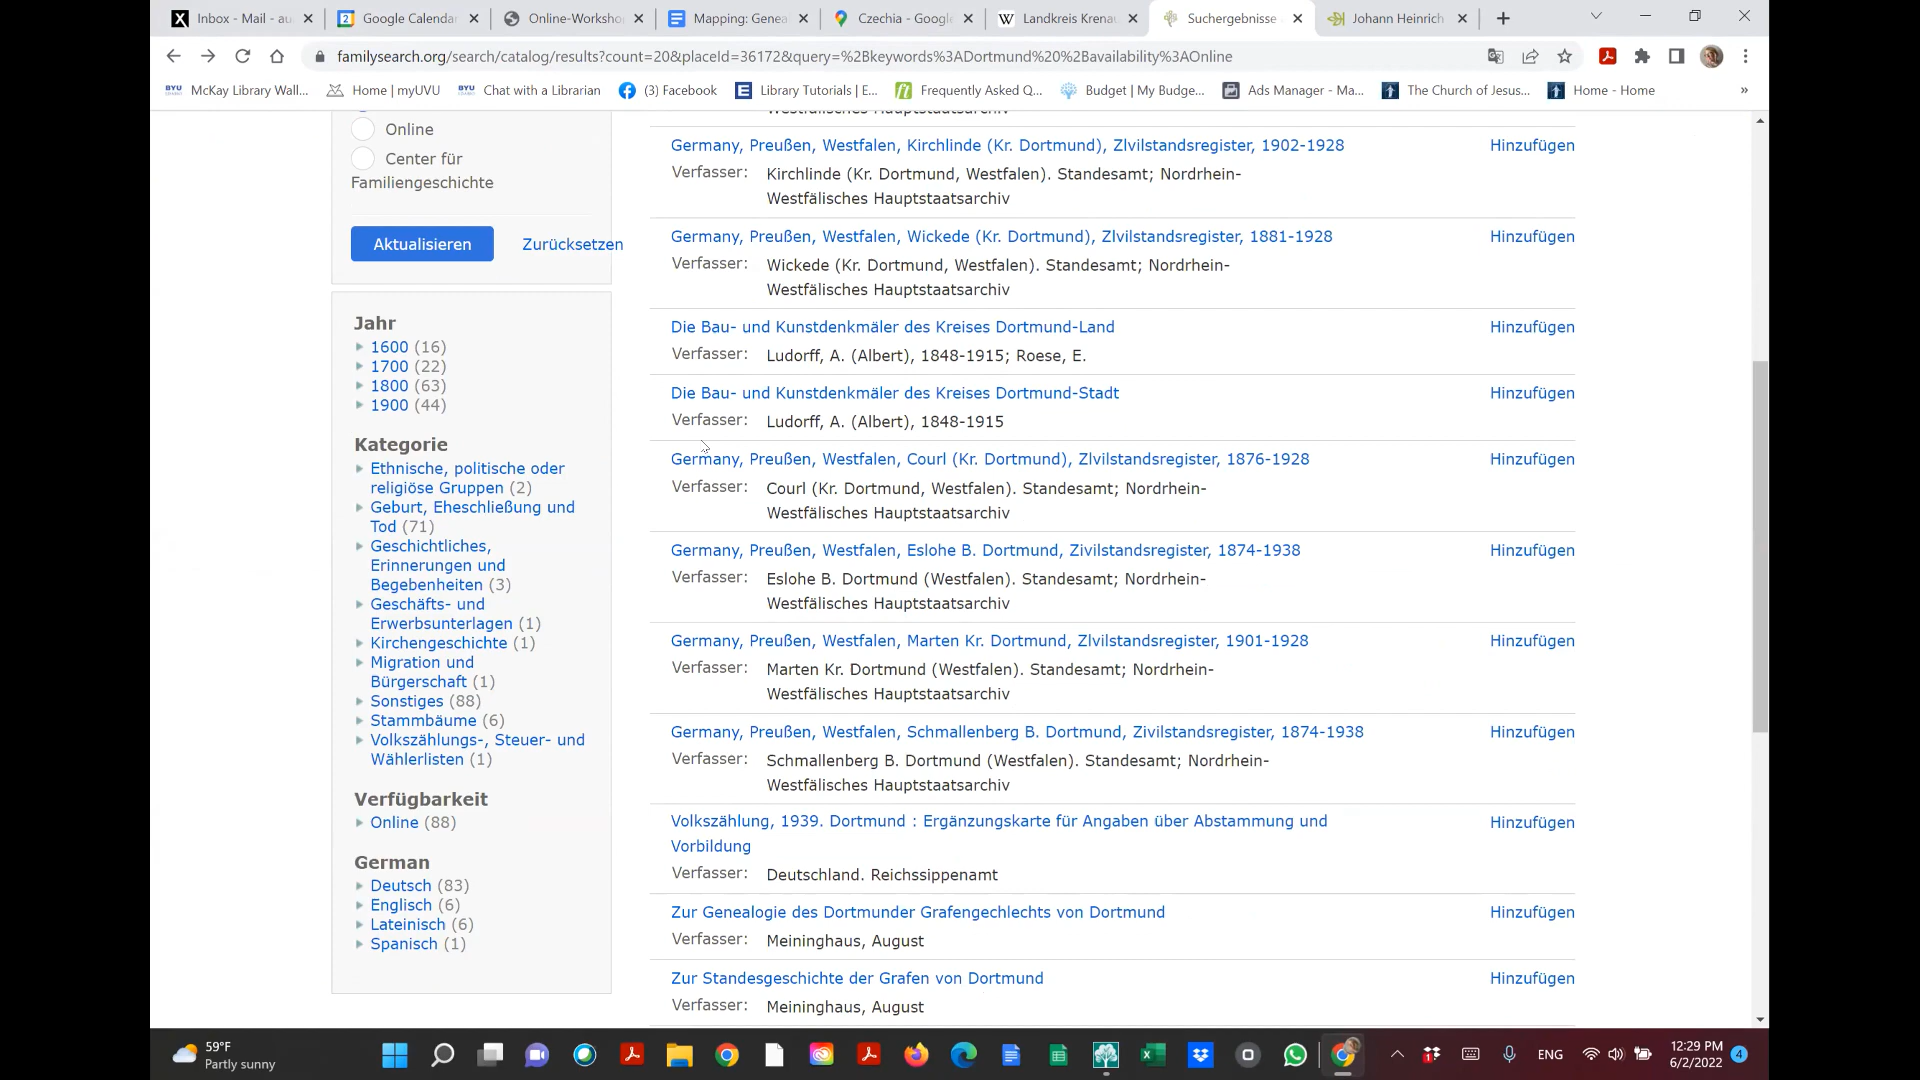 Inbox - Mail - au
Google Calenda
Online-Worksho
Mapping: Genea
Czechia - Google
Landkreis Krenau
Suchergebnisse
Johann Heinrich
familysearch.org/search/catalog/results?count=20&placeId=36172&query=%2Bkeywords%3ADortmund%20%2Bavailability%3AOnline
McKay Library Wall...
Home | myUVU
Chat with a Librarian
(3) Facebook
Library Tutorials | E...
Frequently Asked Q...
Budget | My Budge...
Ads Manager - Ma...
The Church of Jesus...
Home - Home
»
Online
Center für
Familiengeschichte
Aktualisieren
Zurücksetzen
Jahr
1600 (16)
1700 (22)
1800 (63)
1900 (44)
Kategorie
Ethnische, politische oder
religiöse Gruppen (2)
Geburt, Eheschließung und
Tod (71)
Geschichtliches,
Erinnerungen und
Begebenheiten (3)
Geschäfts- und
Erwerbsunterlagen (1)
Kirchengeschichte (1)
Migration und
Bürgerschaft (1)
Sonstiges (88)
Stammbäume (6)
Volkszählungs-, Steuer- und
Wählerlisten (1)
Verfügbarkeit
Online (88)
German
Deutsch (83)
Englisch (6)
Lateinisch (6)
Spanisch (1)
Westfälisches Hauptstaatsarchiv
Germany, Preußen, Westfalen, Kirchlinde (Kr. Dortmund), ZIvilstandsregister, 1902-1928 Hinzufügen
Verfasser: Kirchlinde (Kr. Dortmund, Westfalen). Standesamt; Nordrhein-
Westfälisches Hauptstaatsarchiv
Germany, Preußen, Westfalen, Wickede (Kr. Dortmund), ZIvilstandsregister, 1881-1928 Hinzufügen
Verfasser: Wickede (Kr. Dortmund, Westfalen). Standesamt; Nordrhein-
Westfälisches Hauptstaatsarchiv
Die Bau- und Kunstdenkmäler des Kreises Dortmund-Land Hinzufügen
Verfasser: Ludorff, A. (Albert), 1848-1915; Roese, E.
Die Bau- und Kunstdenkmäler des Kreises Dortmund-Stadt Hinzufügen
Verfasser: Ludorff, A. (Albert), 1848-1915
Germany, Preußen, Westfalen, Courl (Kr. Dortmund), ZIvilstandsregister, 1876-1928 Hinzufügen
Verfasser: Courl (Kr. Dortmund, Westfalen). Standesamt; Nordrhein-
Westfälisches Hauptstaatsarchiv
Germany, Preußen, Westfalen, Eslohe B. Dortmund, Zivilstandsregister, 1874-1938 Hinzufügen
Verfasser: Eslohe B. Dortmund (Westfalen). Standesamt; Nordrhein-
Westfälisches Hauptstaatsarchiv
Germany, Preußen, Westfalen, Marten Kr. Dortmund, ZIvilstandsregister, 1901-1928 Hinzufügen
Verfasser: Marten Kr. Dortmund (Westfalen). Standesamt; Nordrhein-
Westfälisches Hauptstaatsarchiv
Germany, Preußen, Westfalen, Schmallenberg B. Dortmund, Zivilstandsregister, 1874-1938 Hinzufügen
Verfasser: Schmallenberg B. Dortmund (Westfalen). Standesamt; Nordrhein-
Westfälisches Hauptstaatsarchiv
Volkszählung, 1939. Dortmund : Ergänzungskarte für Angaben über Abstammung und Hinzufügen
Vorbildung
Verfasser: Deutschland. Reichssippenamt
Zur Genealogie des Dortmunder Grafengechlechts von Dortmund Hinzufügen
Verfasser: Meininghaus, August
Zur Standesgeschichte der Grafen von Dortmund Hinzufügen
Verfasser: Meininghaus, August
59°F
Partly sunny
ENG
12:29 PM
6/2/2022
4